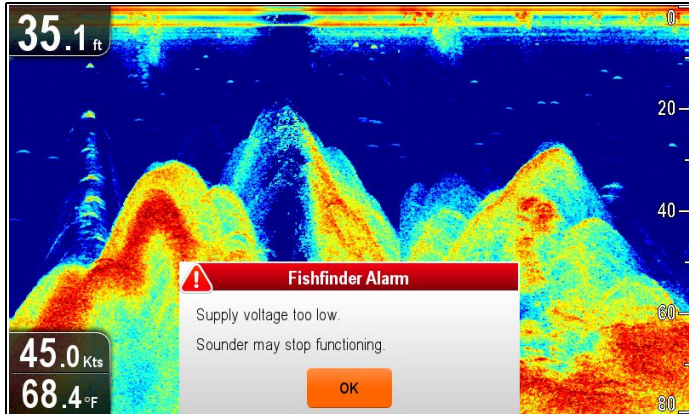 35.1 ft
0
20
40
60
80
Fishfinder Alarm
Supply voltage too low.
Sounder may stop functioning.
OK
45.0 Kts
68.4 °F